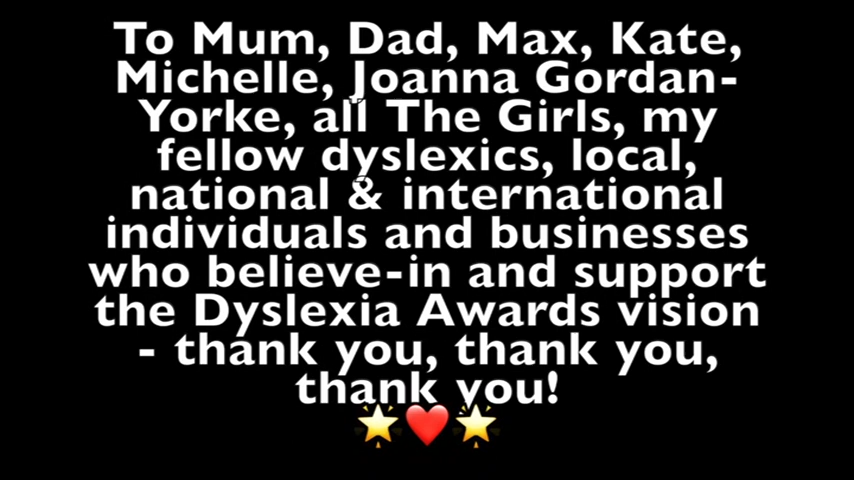 To Mum, Dad, Max, Kate,
Michelle, Joanna Gordan-
Yorke, all The Girls, my
fellow dyslexics, local,
national & international
individuals and businesses
who believe-in and support
the Dyslexia Awards vision
- thank you, thank you,
thank you!
🌟❤️🌟